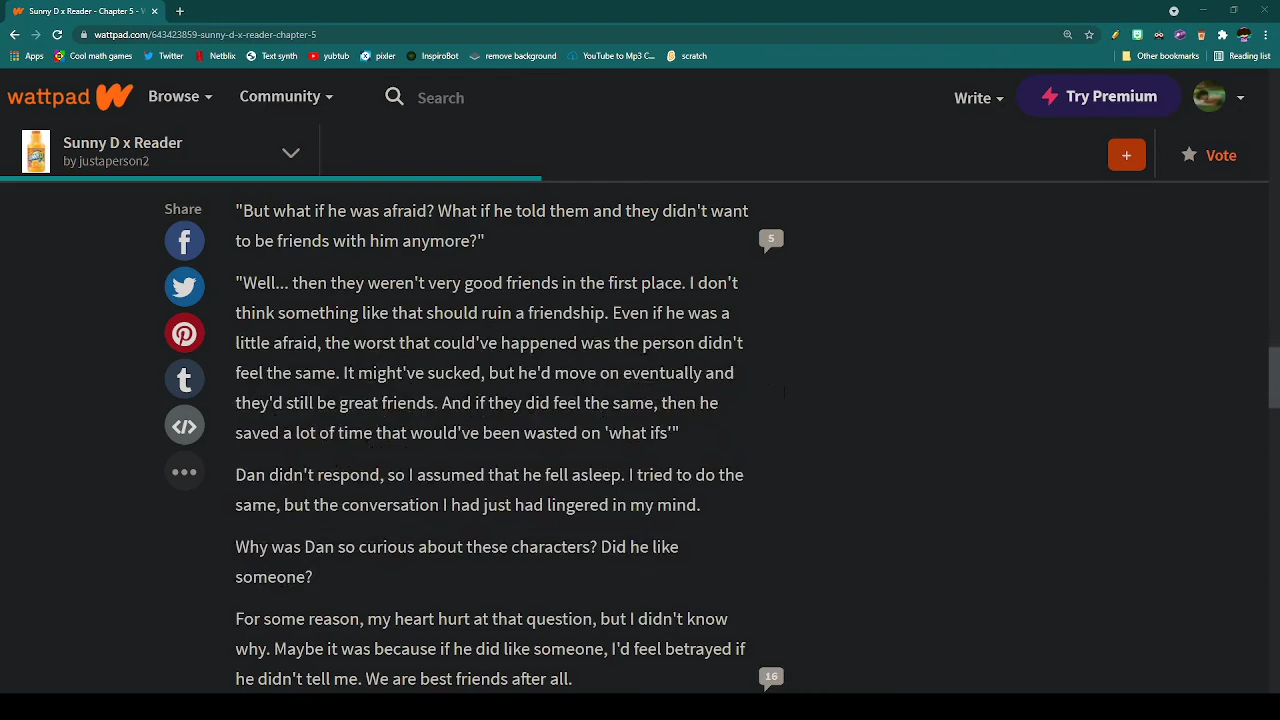 Sunny D x Reader - Chapter 5 - V
wattpad.com/643423859-sunny-d-x-reader-chapter-5
Apps Cool math games Twitter Netblix Text synth yubtub pixler InspiroBot remove background YouTube to Mp3 C... scratch Other bookmarks Reading list
wattpad Browse Community Search Write Try Premium
Sunny D x Reader
by justaperson2
+ Vote
Share
"But what if he was afraid? What if he told them and they didn't want
to be friends with him anymore?"
5
"Well... then they weren't very good friends in the first place. I don't
think something like that should ruin a friendship. Even if he was a
little afraid, the worst that could've happened was the person didn't
feel the same. It might've sucked, but he'd move on eventually and
they'd still be great friends. And if they did feel the same, then he
saved a lot of time that would've been wasted on 'what ifs'"
Dan didn't respond, so I assumed that he fell asleep. I tried to do the
same, but the conversation I had just had lingered in my mind.
Why was Dan so curious about these characters? Did he like
someone?
For some reason, my heart hurt at that question, but I didn't know
why. Maybe it was because if he did like someone, I'd feel betrayed if
he didn't tell me. We are best friends after all.
16